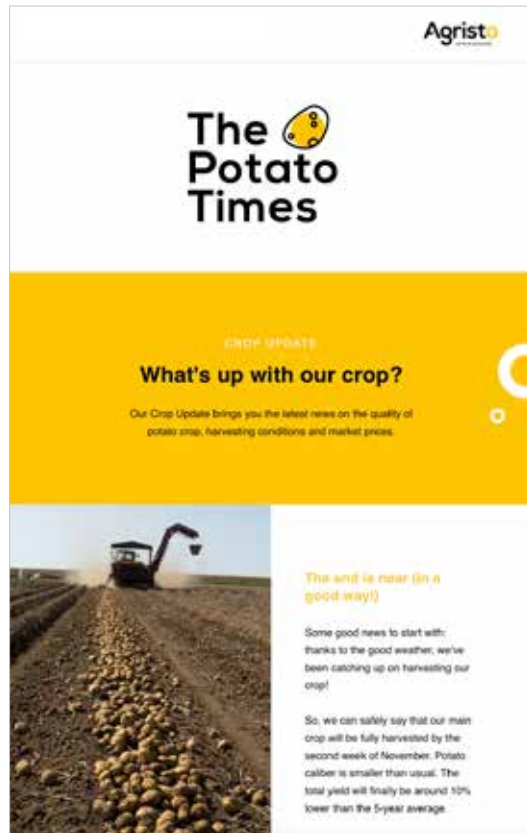 Agristo
The
Potato
Times
CROP UPDATE
What's up with our crop?
Our Crop Update brings you the latest news on the quality of
potato crop, harvesting conditions and market prices.
The end is near (in a
good way!)
Some good news to start with:
thanks to the good weather, we've
been catching up on harvesting our
crop!
So, we can safely say that our main
crop will be fully harvested by the
second week of November. Potato
caliber is smaller than usual. The
total yield will finally be around 10%
lower than the 5-year average.